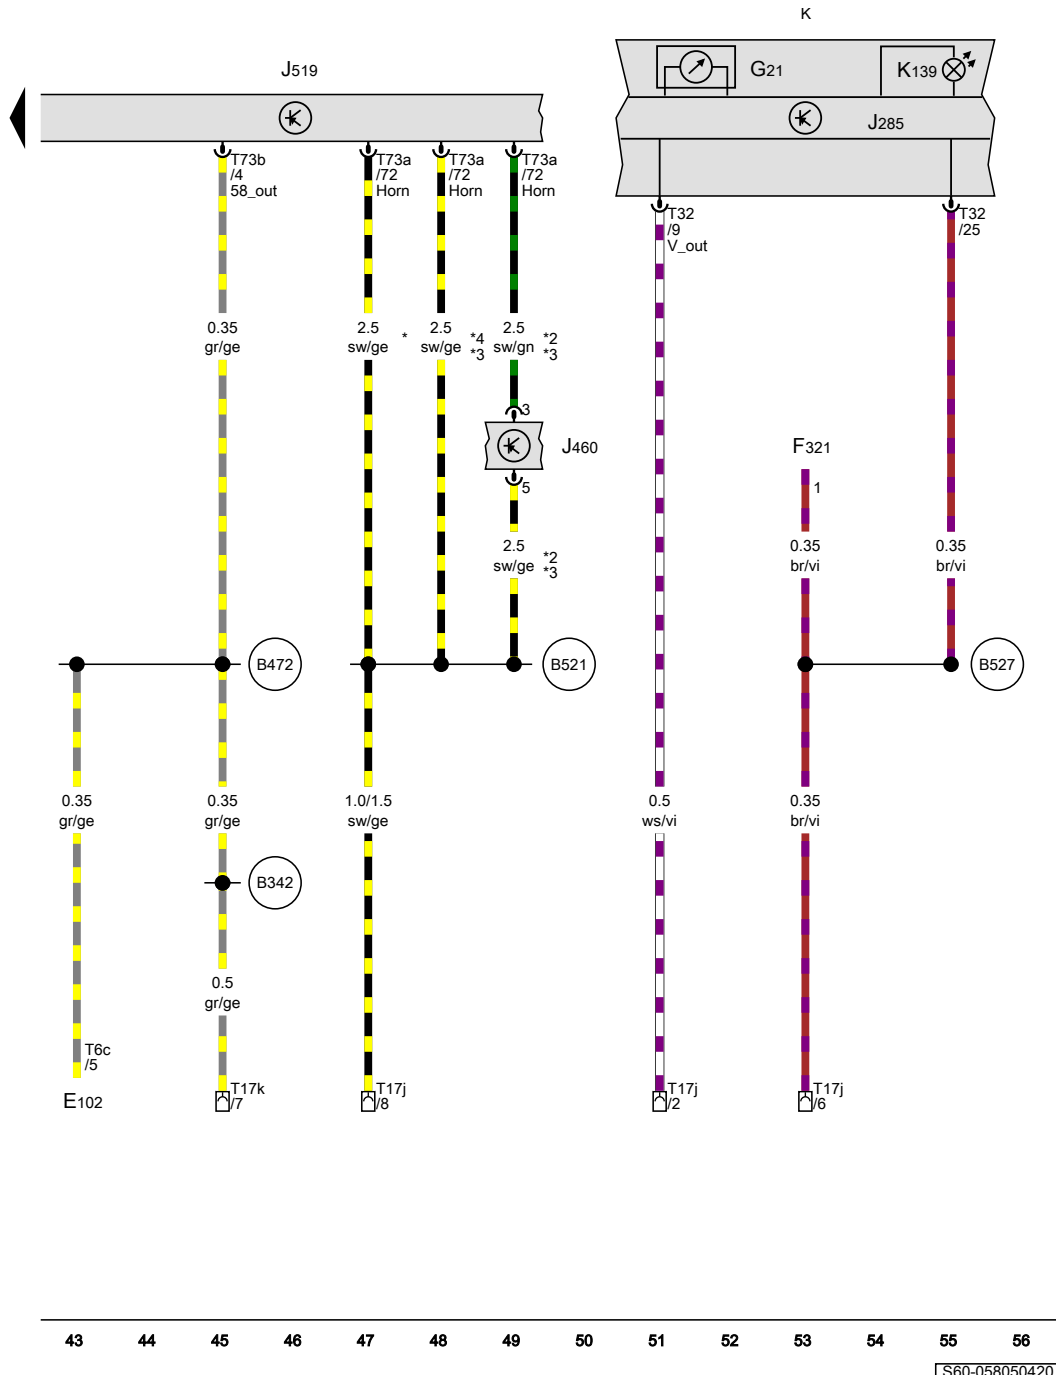 K
J519
G21
K139
J285
T73b
/4
58_out
T73a
/72
Horn
T73a
/72
Horn
T73a
/72
Horn
T32
/9
V_out
T32
/25
0.35
gr/ge
2.5
sw/ge
*
2.5
sw/ge
*4
*3
2.5
sw/gn
*2
*3
3
J460
5
F321
1
2.5
sw/ge
*2
*3
0.35
br/vi
0.35
br/vi
B472
B521
B527
0.35
gr/ge
0.35
gr/ge
1.0/1.5
sw/ge
0.5
ws/vi
0.35
br/vi
B342
0.5
gr/ge
T6c
/5
E102
T17k
/7
T17j
/8
T17j
/2
T17j
/6
43 44 45 46 47 48 49 50 51 52 53 54 55 56
S60-058050420